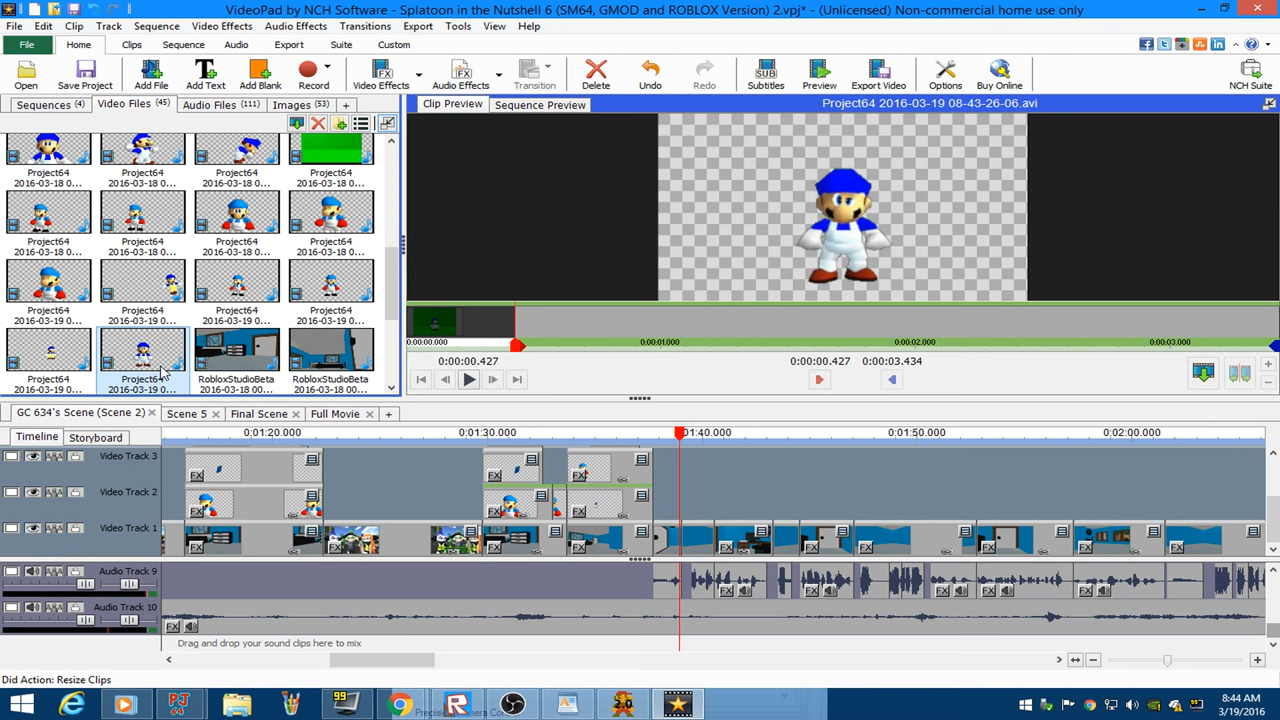 VideoPad by NCH Software - Splatoon in the Nutshell 6 (SM64, GMOD and ROBLOX Version) 2.vpj* - (Unlicensed) Non-commercial home use only
File Edit Clip Track Sequence Video Effects Audio Effects Transitions Export Tools View Help
File Home Clips Sequence Audio Export Suite Custom
Open Save Project Add File Add Text Add Blank Record Video Effects Audio Effects Transition Delete Undo Redo Subtitles Preview Export Video Options Buy Online NCH Suite
Sequences (4) Video Files (45) Audio Files (111) Images (53) +
Clip Preview Sequence Preview Project64 2016-03-19 08-43-26-06.avi
Project64 Project64 Project64 Project64
2016-03-18 0... 2016-03-18 0... 2016-03-18 0... 2016-03-18 0...
Project64 Project64 Project64 Project64
2016-03-18 0... 2016-03-18 0... 2016-03-18 0... 2016-03-18 0...
Project64 Project64 Project64 Project64
2016-03-19 0... 2016-03-19 0... 2016-03-19 0... 2016-03-19 0...
Project64 Project64 RobloxStudioBeta RobloxStudioBeta
2016-03-19 0... 2016-03-19 0... 2016-03-18 00... 2016-03-18 00...
0:00:00.000 0:00:01.000 0:00:02.000 0:00:03.000
0:00:00.427 0:00:00.427 0:00:03.434
GC 634's Scene (Scene 2) Scene 5 Final Scene Full Movie +
Timeline Storyboard
0:01:20.000 0:01:30.000 0:01:40.000 0:01:50.000 0:02:00.000
Video Track 3
Video Track 2
Video Track 1
Audio Track 9
Audio Track 10
Drag and drop your sound clips here to mix
Did Action: Resize Clips
8:44 AM
3/19/2016